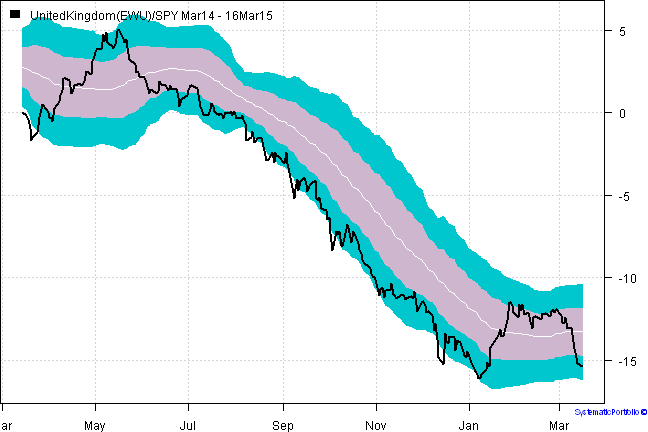 UnitedKingdom(EWU)/SPY Mar14 - 16Mar15
5
0
-5
-10
-15
ar May Jul Sep Nov Jan Mar
SystematicPortfolio ©